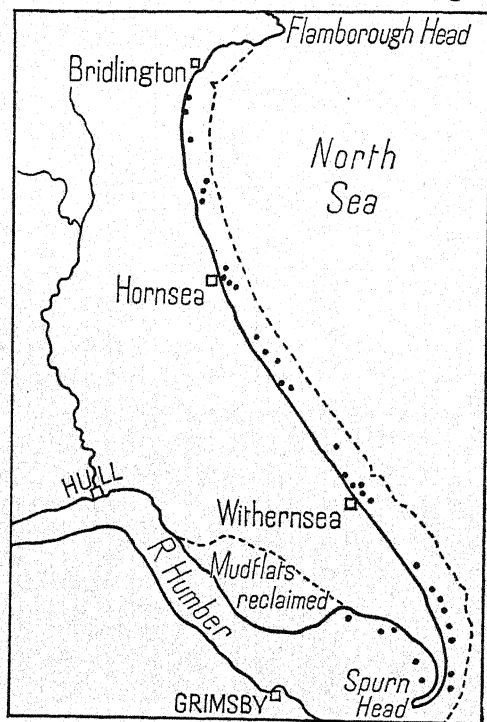 Flamborough Head
Bridlington
North
Sea
Hornsea
HULL
Withernsea
R Humber
Mudflats
reclaimed
Spurn
Head
GRIMSBY